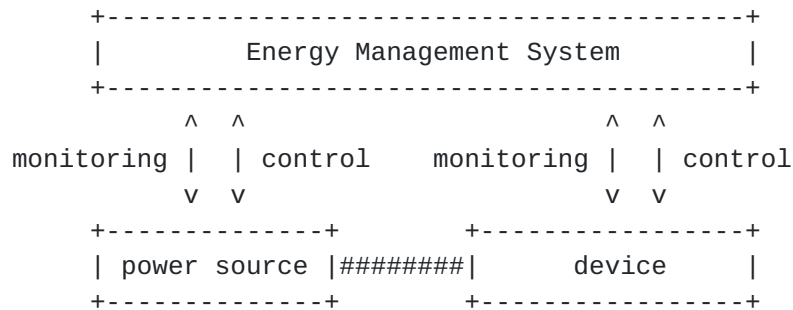 +-----------------------------------------+
| Energy Management System |
+-----------------------------------------+
^ ^ ^ ^
monitoring | | control monitoring | | control
v v v v
+--------------+ +-----------------+
| power source |########| device |
+--------------+ +-----------------+